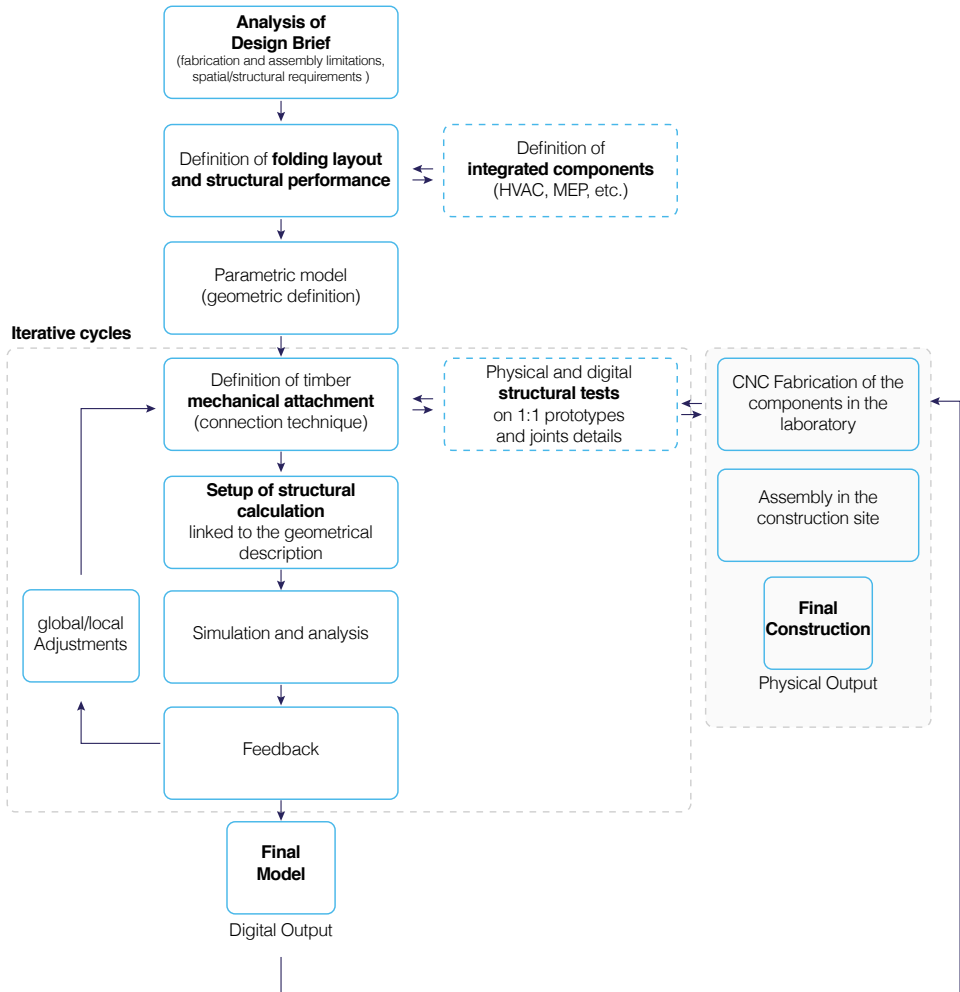 Analysis of
Design Brief
(fabrication and assembly limitations,
spatial/structural requirements )
Definition of folding layout
and structural performance
Definition of
integrated components
(HVAC, MEP, etc.)
Parametric model
(geometric definition)
Iterative cycles
Definition of timber
mechanical attachment
(connection technique)
Physical and digital
structural tests
on 1:1 prototypes
and joints details
CNC Fabrication of the
components in the
laboratory
Setup of structural
calculation
linked to the geometrical
description
Assembly in the
construction site
global/local
Adjustments
Simulation and analysis
Final
Construction
Physical Output
Feedback
Final
Model
Digital Output